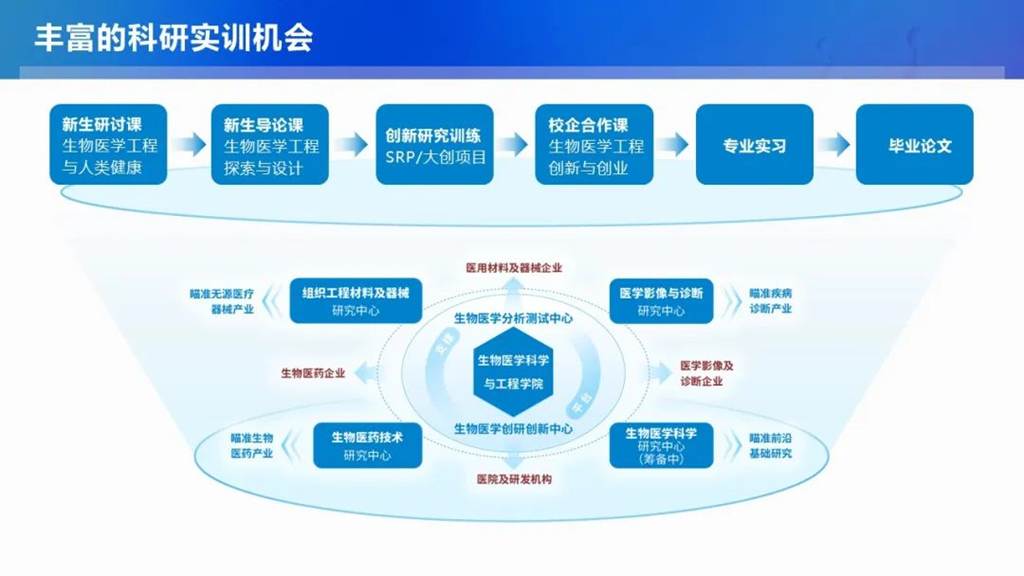 丰富的科研实训机会
新生研讨课
生物医学工程
与人类健康
新生导论课
生物医学工程
探索与设计
创新研究训练
SRP/大创项目
校企合作课
生物医学工程
创新与创业
专业实习
毕业论文
医用材料及器械企业
瞄准无源医疗
器械产业
组织工程材料及器械
研究中心
医学影像与诊断
研究中心
瞄准疾病
诊断产业
生物医学分析测试中心
支撑
生物医药企业
生物医学科学
与工程学院
医学影像及
诊断企业
平台
生物医学创研创新中心
瞄准生物
医药产业
生物医药技术
研究中心
生物医学科学
研究中心
（筹备中）
瞄准前沿
基础研究
医院及研发机构